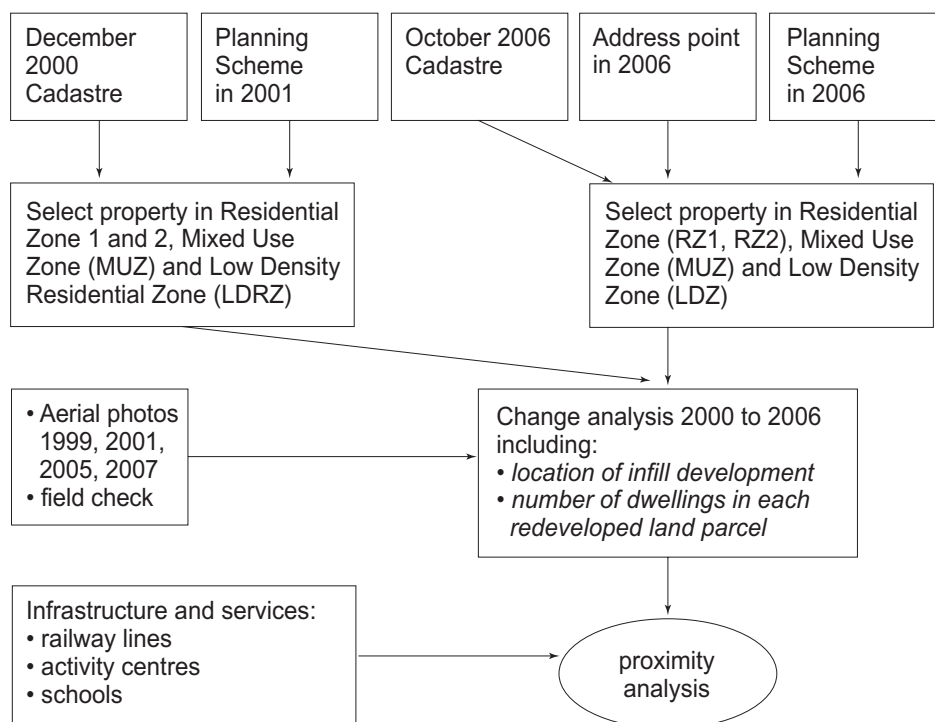 December
2000
Cadastre
Planning
Scheme
in 2001
October 2006
Cadastre
Address point
in 2006
Planning
Scheme
in 2006
Select property in Residential
Zone 1 and 2, Mixed Use
Zone (MUZ) and Low Density
Residential Zone (LDRZ)
Select property in Residential
Zone (RZ1, RZ2), Mixed Use
Zone (MUZ) and Low Density
Zone (LDZ)
• Aerial photos
1999, 2001,
2005, 2007
• field check
Change analysis 2000 to 2006
including:
• location of infill development
• number of dwellings in each
redeveloped land parcel
Infrastructure and services:
• railway lines
• activity centres
• schools
proximity
analysis